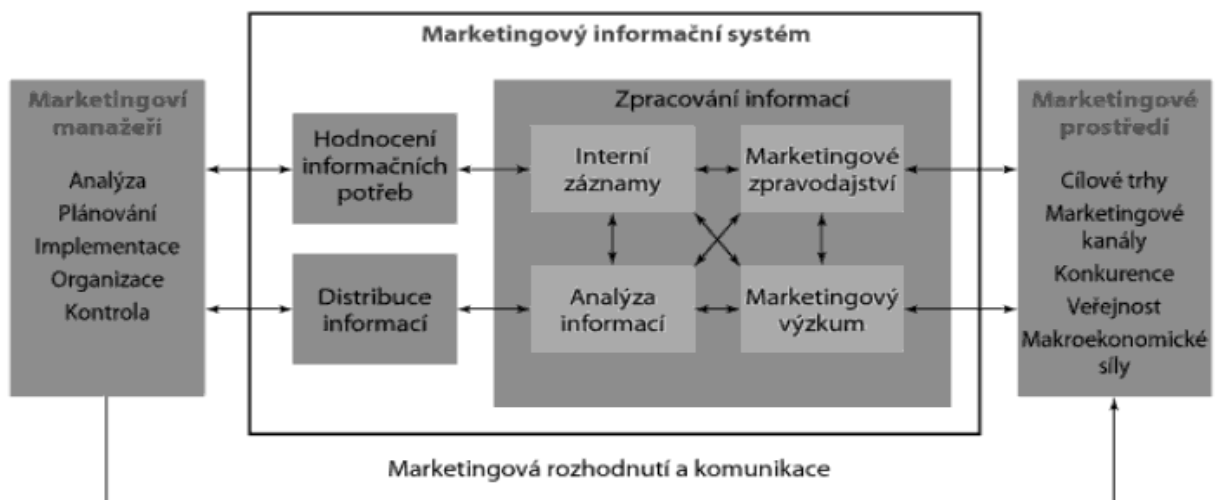 Marketingový informační systém
Marketingoví
manažeří
Analýza
Plánování
Implementace
Organizace
Kontrola
Hodnocení
informačních
potřeb
Distribuce
informací
Zpracování informací
Interní
záznamy
Marketingové
zpravodajství
Analýza
informací
Marketingový
výzkum
Marketingové
prostředí
Cílové trhy
Marketingové
kanály
Konkurence
Veřejnost
Makroekonomické
síly
Marketingová rozhodnutí a komunikace